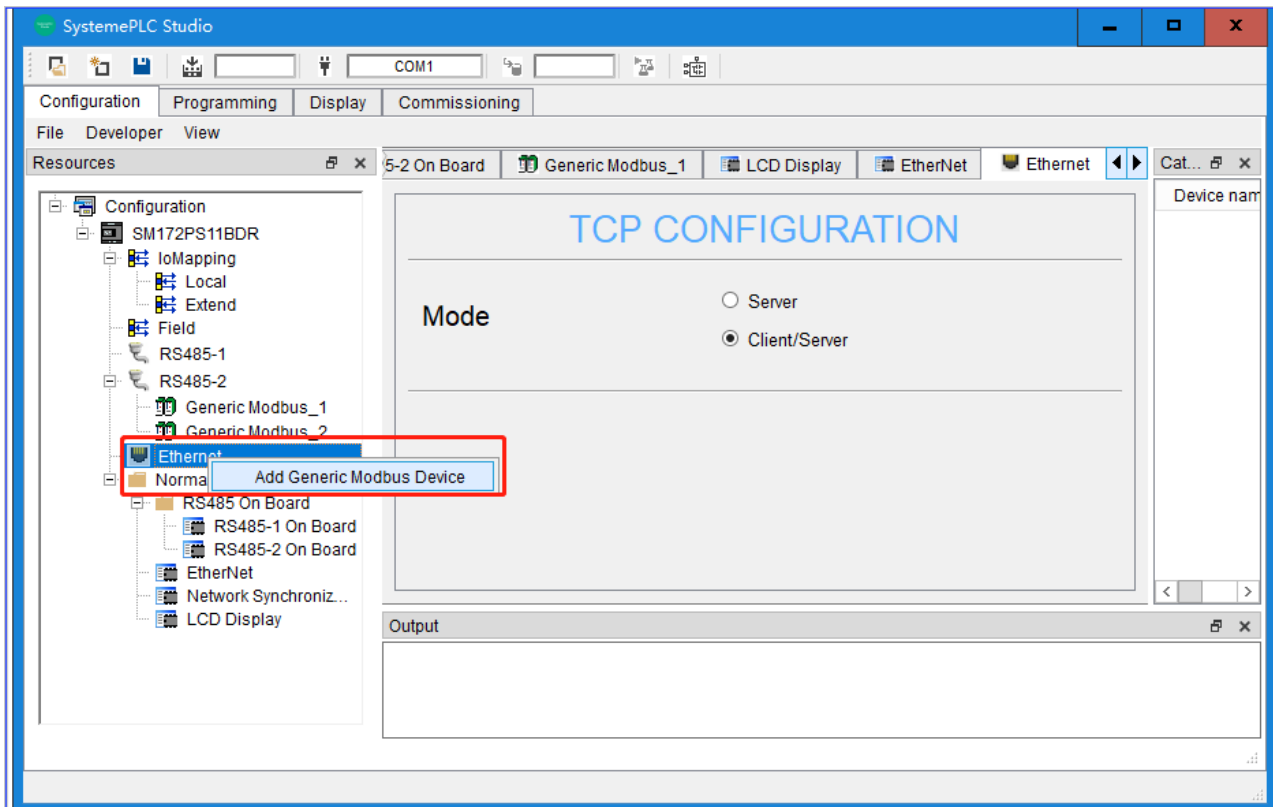 SystemePLC Studio
COM1
Configuration Programming Display Commissioning
File Developer View
Resources
5-2 On Board Generic Modbus_1 LCD Display EtherNet Ethernet
Cat...
Device nam
Configuration
SM172PS11BDR
IoMapping
Local
Extend
Field
RS485-1
RS485-2
Generic Modbus_1
Generic Modbus_2
Ethernet
Add Generic Modbus Device
Norma
RS485 On Board
RS485-1 On Board
RS485-2 On Board
EtherNet
Network Synchroniz...
LCD Display
TCP CONFIGURATION
Mode
Server
Client/Server
Output